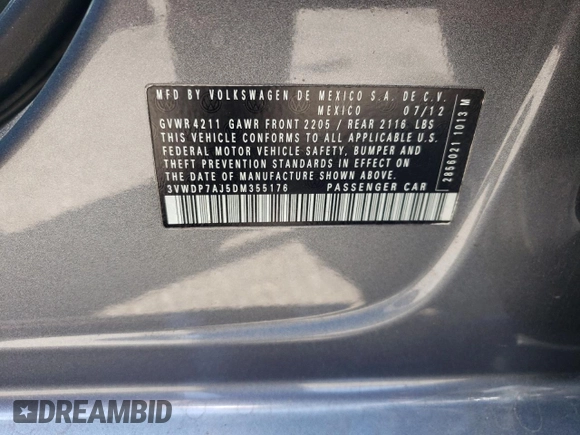 MFD BY VOLKSWAGEN DE MEXICO S.A. DE C.V.
MEXICO 07/12
GVWR 4211 GAWR FRONT 2205 / REAR 2116 LBS
THIS VEHICLE CONFORMS TO ALL APPLICABLE U.S.
FEDERAL MOTOR VEHICLE SAFETY, BUMPER AND
THEFT PREVENTION STANDARDS IN EFFECT ON
THE DATE OF MANUFACTURE SHOWN ABOVE.
3VWDP7AJ5DM355176 PASSENGER CAR
2856021 1013 M
DREAMBID